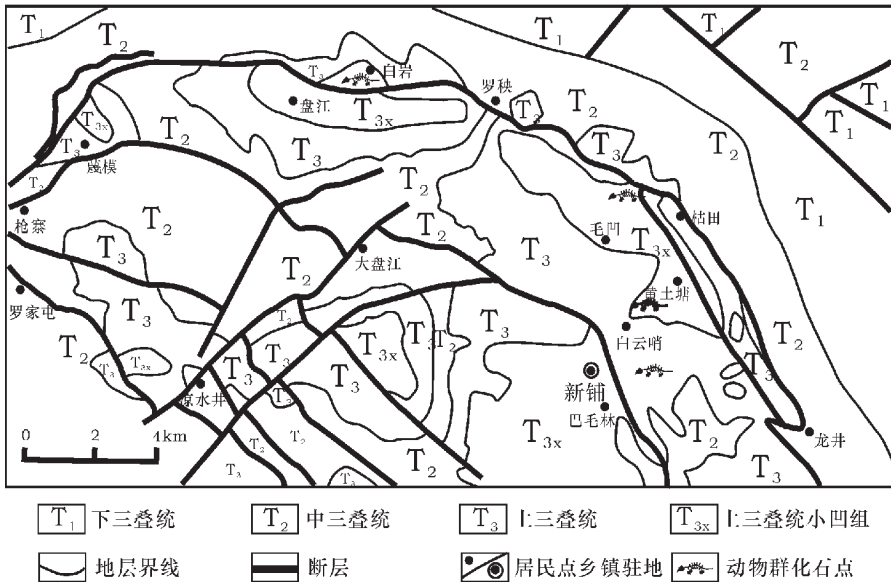 T₁ T₂ T₁ T₂
T₃ 白岩 罗秧 T₁
T₃ₓ 盘江 T₃ₓ T₃ T₂ T₁
T₂ T₃ T₂
T₃ 蔑模 T₃ T₂
T₂ T₂ T₁
枪寨 T₂ 毛凹 T₃ₓ 枯田
T₃ T₂ 大盘江 T₂ T₃
罗家屯 黄土塘
T₂ T₃ T₂ 白云哨 T₂
T₃ T₃ₓ T₃ T₃ T₃ₓ T₃ T₂ T₃
凉水井 T₃ 新铺
T₃ₓ 巴毛林 T₂ 龙井
0 2 4km T₂ T₂ T₂
T₃ T₃ T₃
T₁ 下三叠统 T₂ 中三叠统 T₃ 上三叠统 T₃ₓ 上三叠统小凹组
地层界线 断层 居民点乡镇驻地 动物群化石点